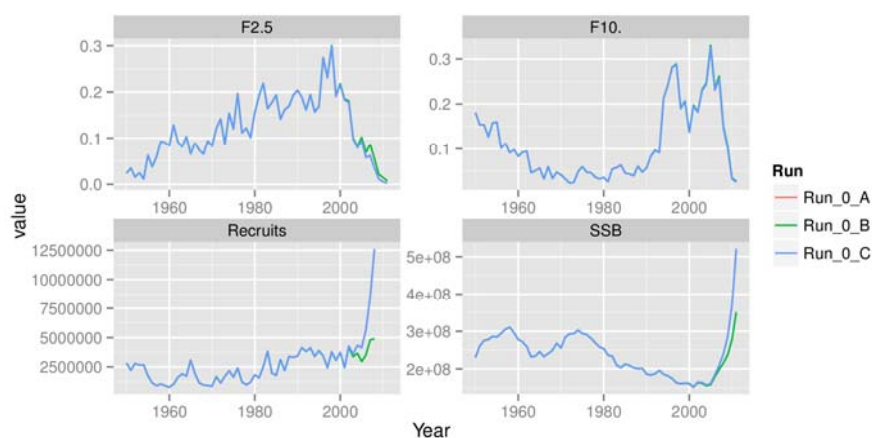 F2.5
F10.
0.3
0.2
0.1
0.0
1960
1980
2000
0.3
0.2
0.1
1960
1980
2000
Recruits
SSB
12500000
10000000
7500000
5000000
2500000
1960
1980
2000
5e+08
4e+08
3e+08
2e+08
1960
1980
2000
value
Year
Run
Run_0_A
Run_0_B
Run_0_C